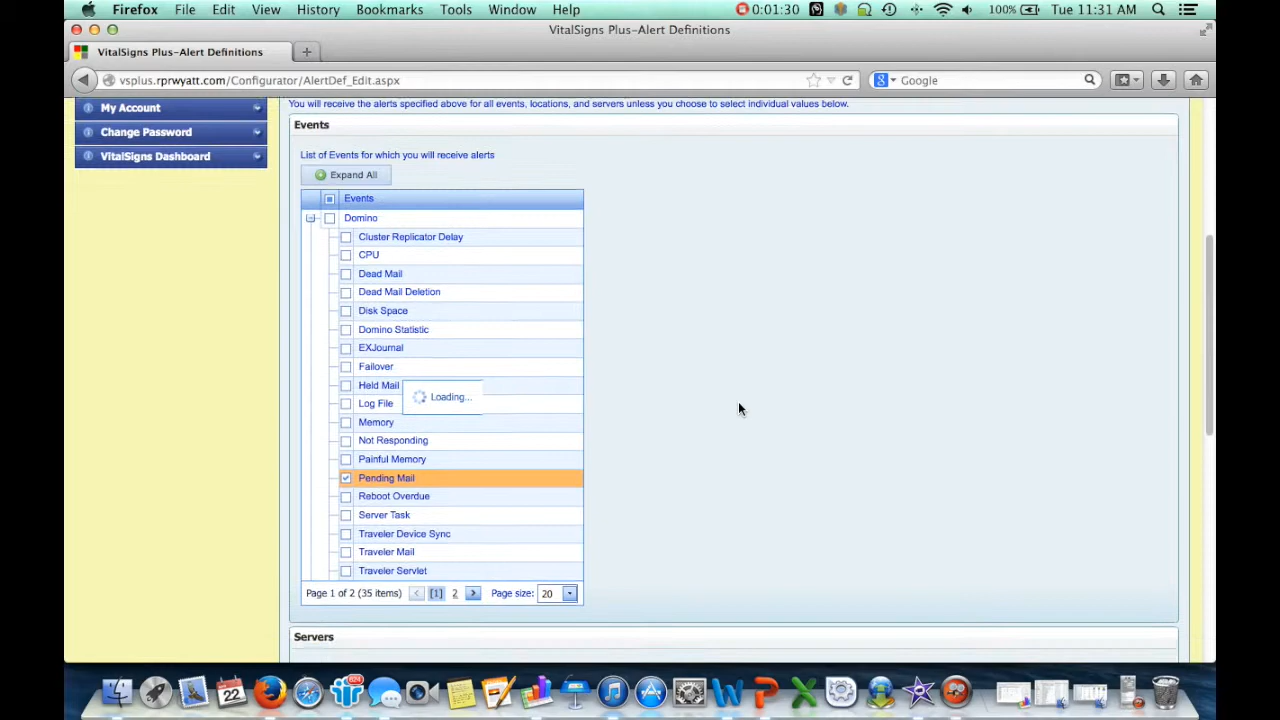 Firefox File Edit View History Bookmarks Tools Window Help 0:01:30 100% Tue 11:31 AM
VitalSigns Plus-Alert Definitions
VitalSigns Plus-Alert Definitions
vsplus.rprwyatt.com/Configurator/AlertDef_Edit.aspx Google
My Account
Change Password
VitalSigns Dashboard
You will receive the alerts specified above for all events, locations, and servers unless you choose to select individual values below.
Events
List of Events for which you will receive alerts
Expand All
Events
Domino
Cluster Replicator Delay
CPU
Dead Mail
Dead Mail Deletion
Disk Space
Domino Statistic
EXJournal
Failover
Held Mail
Loading...
Log File
Memory
Not Responding
Painful Memory
Pending Mail
Reboot Overdue
Server Task
Traveler Device Sync
Traveler Mail
Traveler Servlet
Page 1 of 2 (35 items) [1] 2 Page size: 20
Servers
22
624